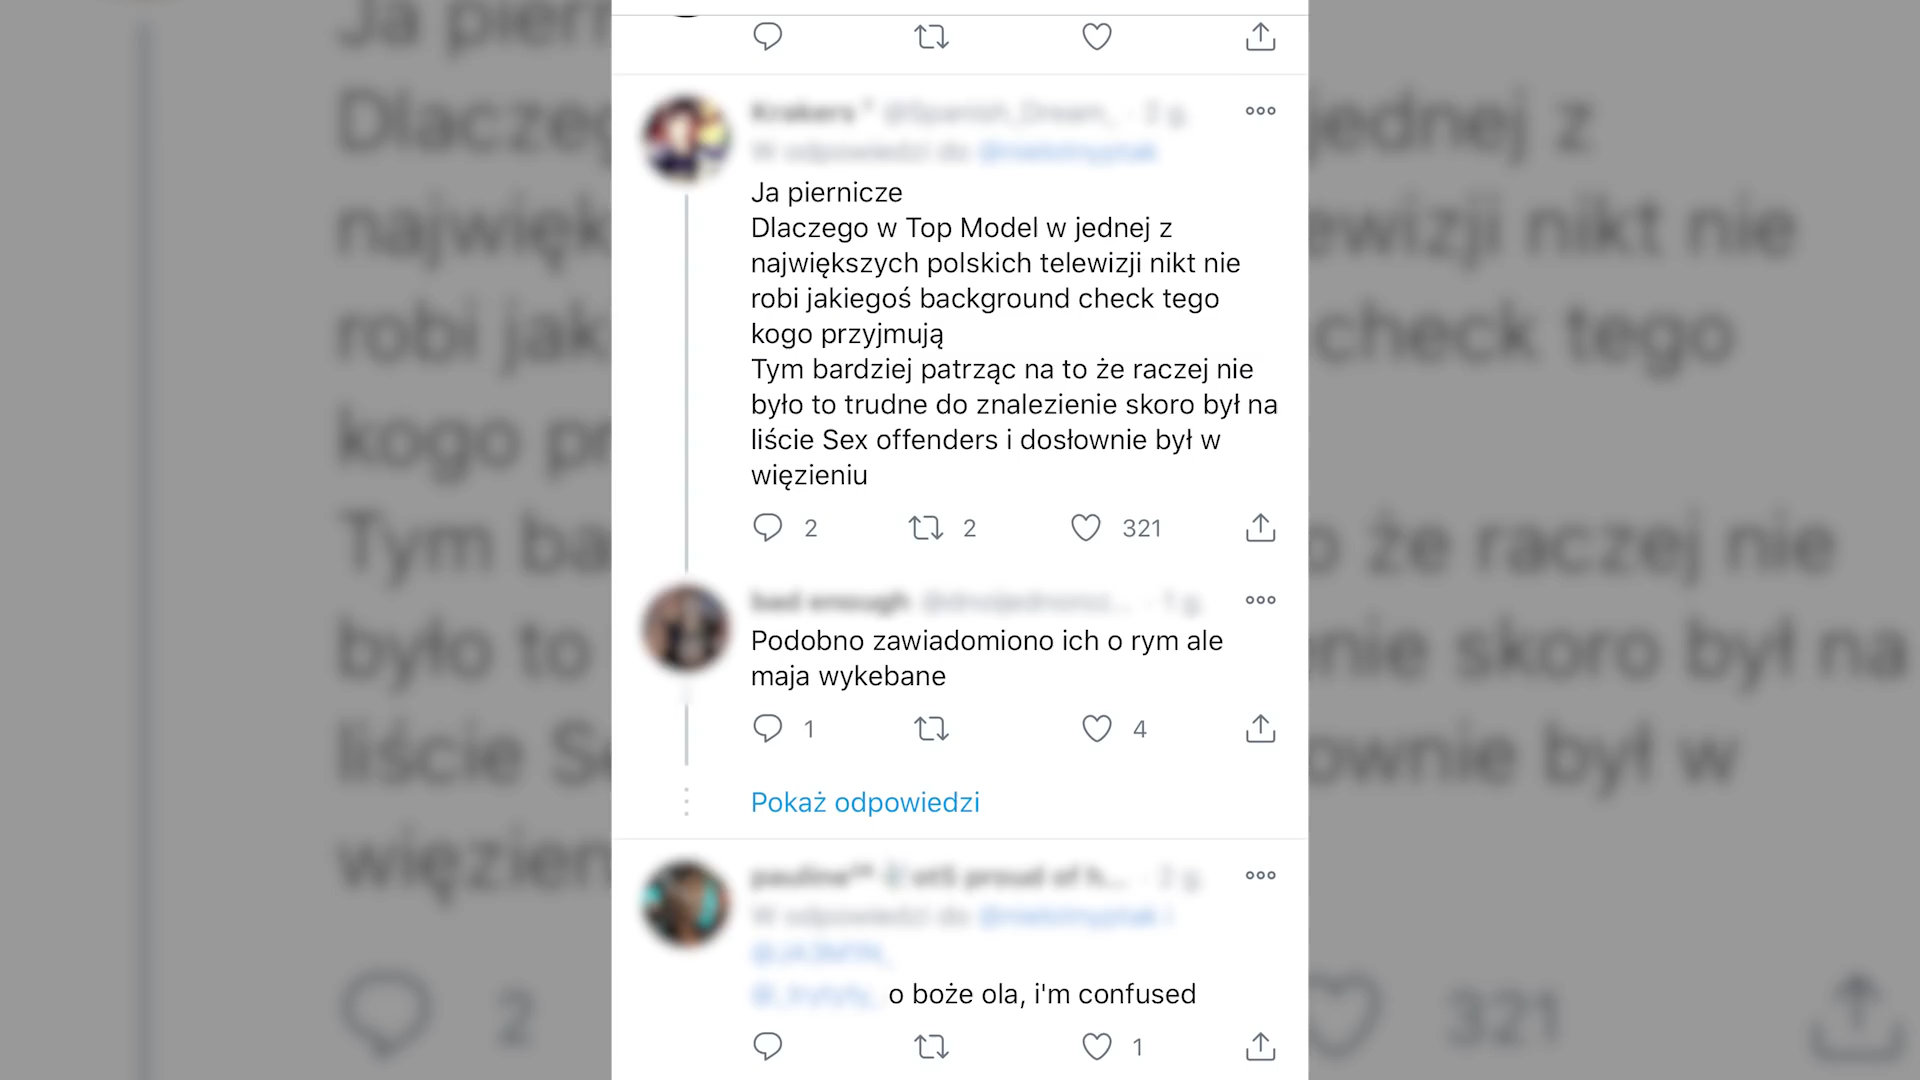 Ja piernicze
Dlaczego w Top Model w jednej z
największych polskich telewizji nikt nie
robi jakiegoś background check tego
kogo przyjmują
Tym bardziej patrząc na to że raczej nie
było to trudne do znalezienie skoro był na
liście Sex offenders i dosłownie był w
więzieniu
2 2 321
Podobno zawiadomiono ich o rym ale
maja wykebane
1 4
Pokaż odpowiedzi
o boże ola, i'm confused
1